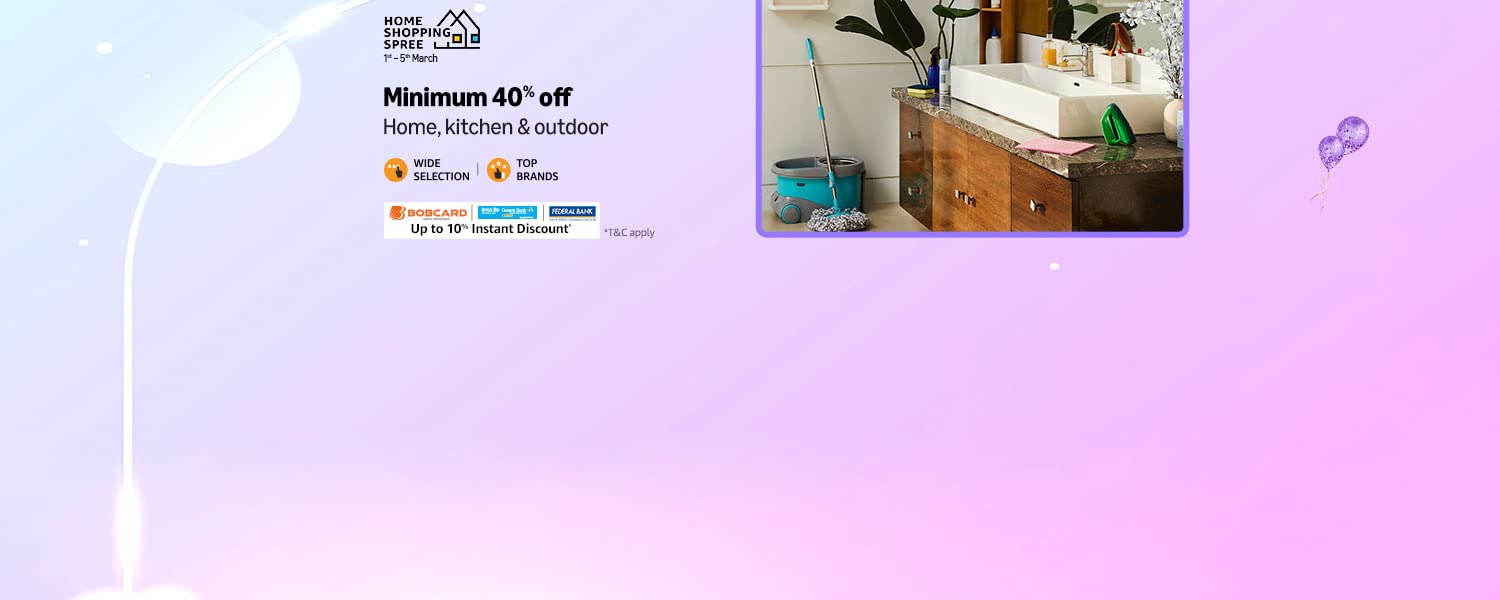 HOME
SHOPPING
SPREE
1st – 5th March
Minimum 40% off
Home, kitchen & outdoor
WIDE
SELECTION
TOP
BRANDS
BOBCARD
Canara Bank
FEDERAL BANK
Up to 10% Instant Discount*
*T&C apply